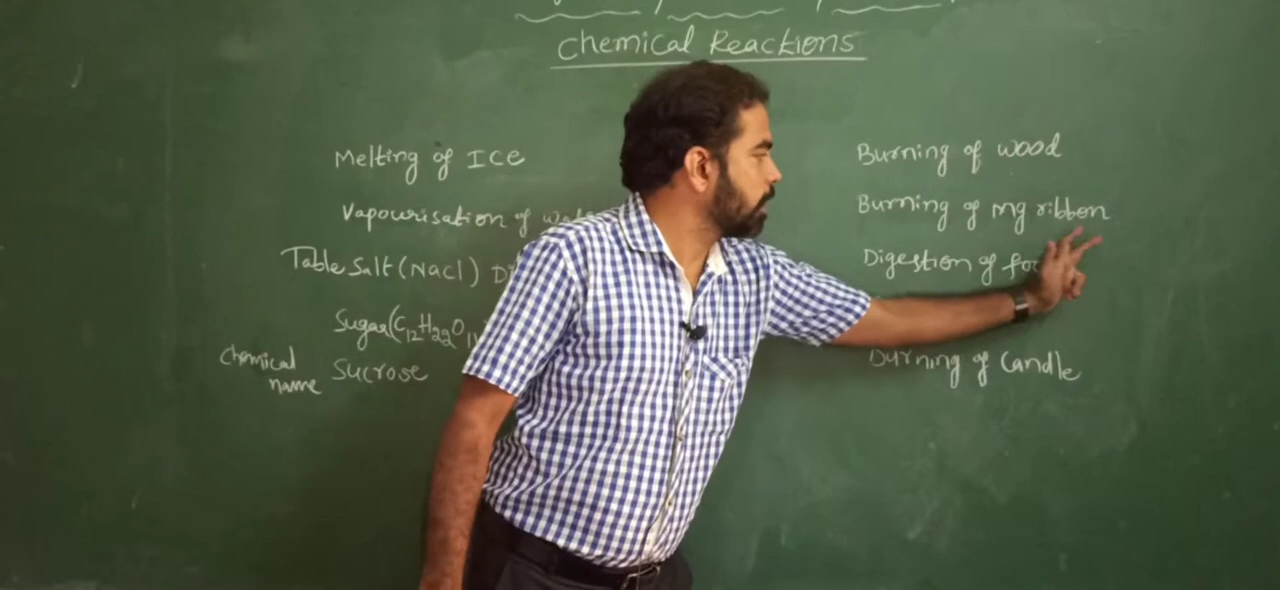 Chemical Reactions
Melting of Ice
Vapourisation of
Table Salt (Nacl)
Sugar (C12H22O11
Chemical name Sucrose
Burning of wood
Burning of Mg ribbon
Digestion of
Burning of Candle